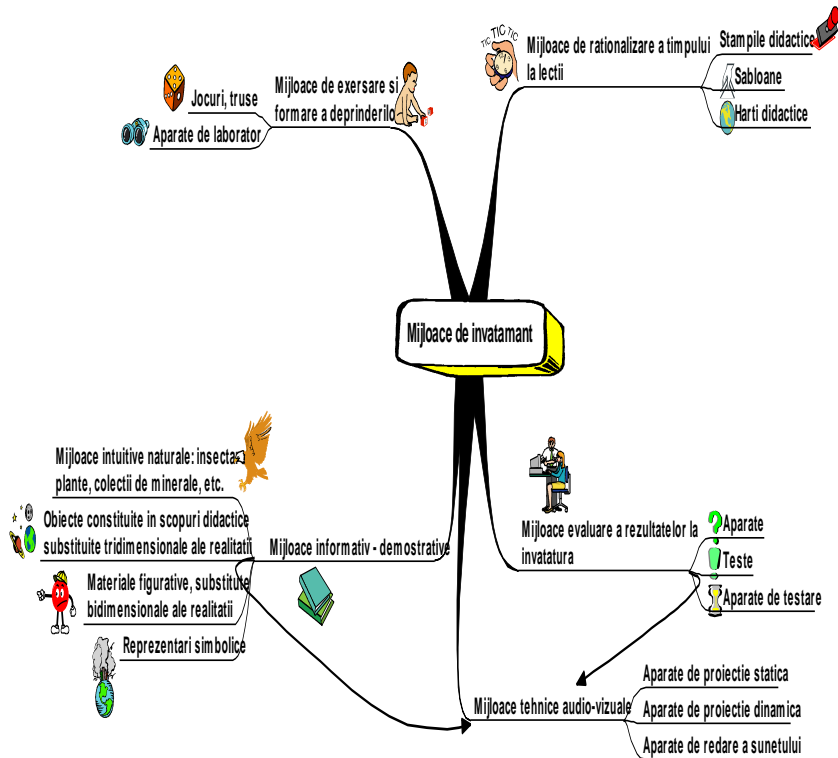 TIC TIC TIC
Mijloace de rationalizare a timpului
la lectii
Stampile didactice
Sabloane
Harti didactice
Mijloace de exersare si
formare a deprinderilo
Jocuri, truse
Aparate de laborator
Mijloace de invatamant
Mijloace intuitive naturale: insecta
plante, colectii de minerale, etc.
Obiecte constituite in scopuri didactice
substituite tridimensionale ale realitatii
Materiale figurative, substitute
bidimensionale ale realitatii
Reprezentari simbolice
Mijloace informativ - demostrative
Mijloace evaluare a rezultatelor la
invatatura
Aparate
Teste
Aparate de testare
Mijloace tehnice audio-vizuale
Aparate de proiectie statica
Aparate de proiectie dinamica
Aparate de redare a sunetului